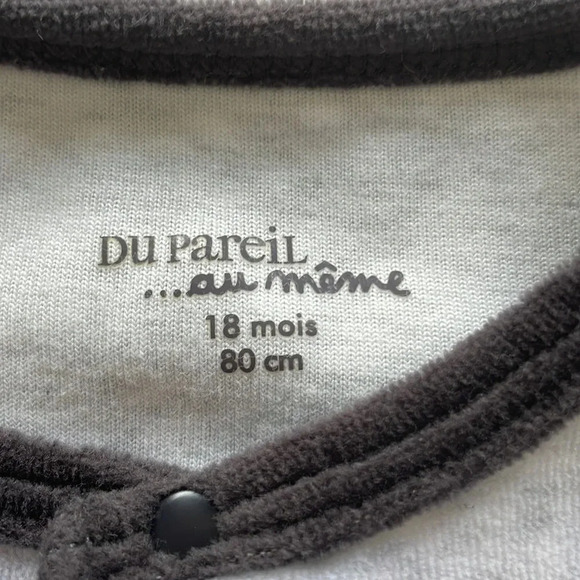 DU PareiL
...au même
18 mois
80 cm